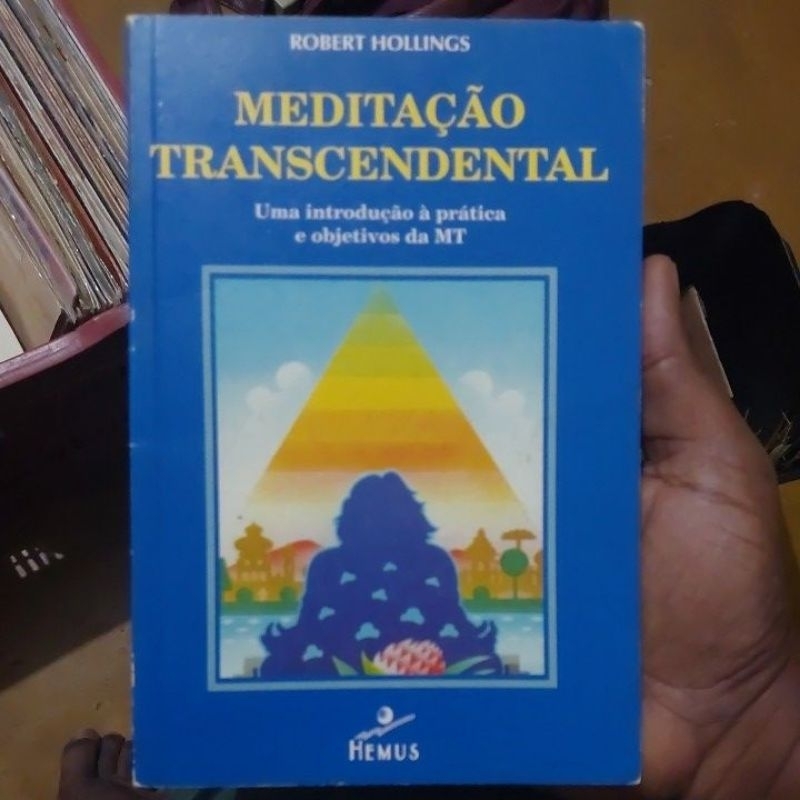 ROBERT HOLLINGS
MEDITAÇÃO
TRANSCENDENTAL
Uma introdução à prática
e objetivos da MT
HEMUS